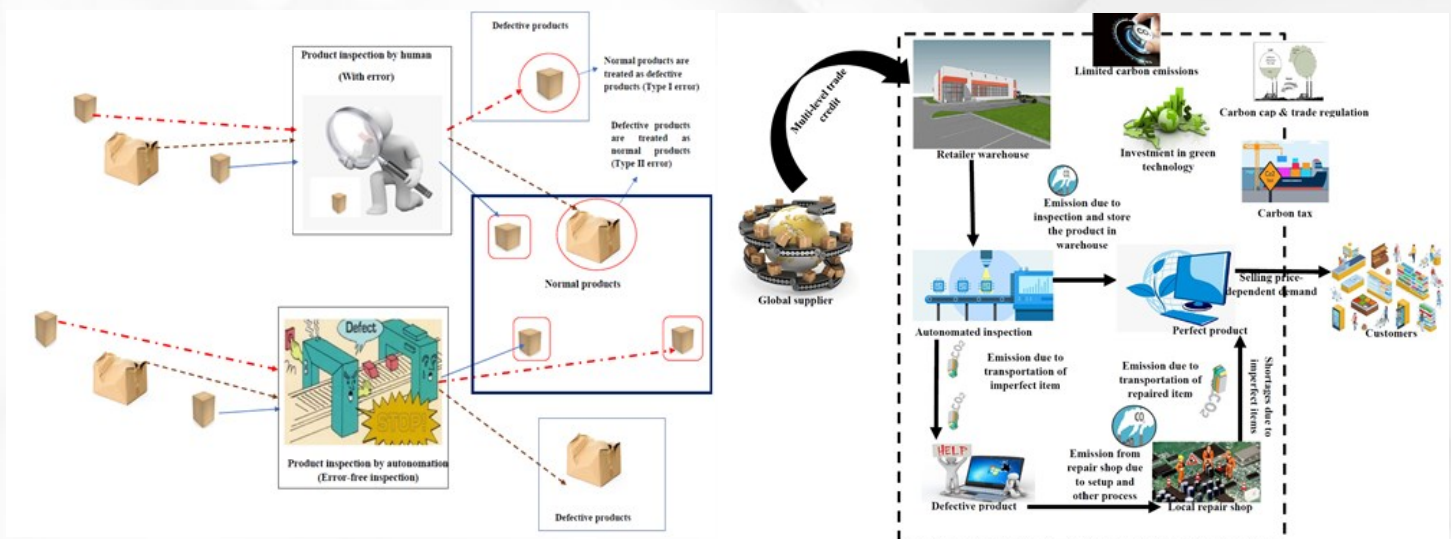 Defective products
Product inspection by human
(With error)
Normal products are
treated as defective
products (Type I error)
Defective products
are treated as
normal products
(Type II error)
Normal products
Defect
STOP!
Product inspection by autonomation
(Error-free inspection)
Defective products
Multi-level trade
credit
Global supplier
CO
Limited carbon emissions
Carbon cap & trade regulation
Retailer warehouse
Investment in green
technology
Co2
Carbon tax
Emission due to
inspection and store
the product in
warehouse
Autonomated inspection
Perfect product
Selling price-
dependent demand
Customers
CO2
Emission due to
transportation of
imperfect item
CO2
Emission due to
transportation of
repaired item
CO2
Shortages due to
imperfect items
HELP
Defective product
Emission from
repair shop due
to setup and
other process
Local repair shop